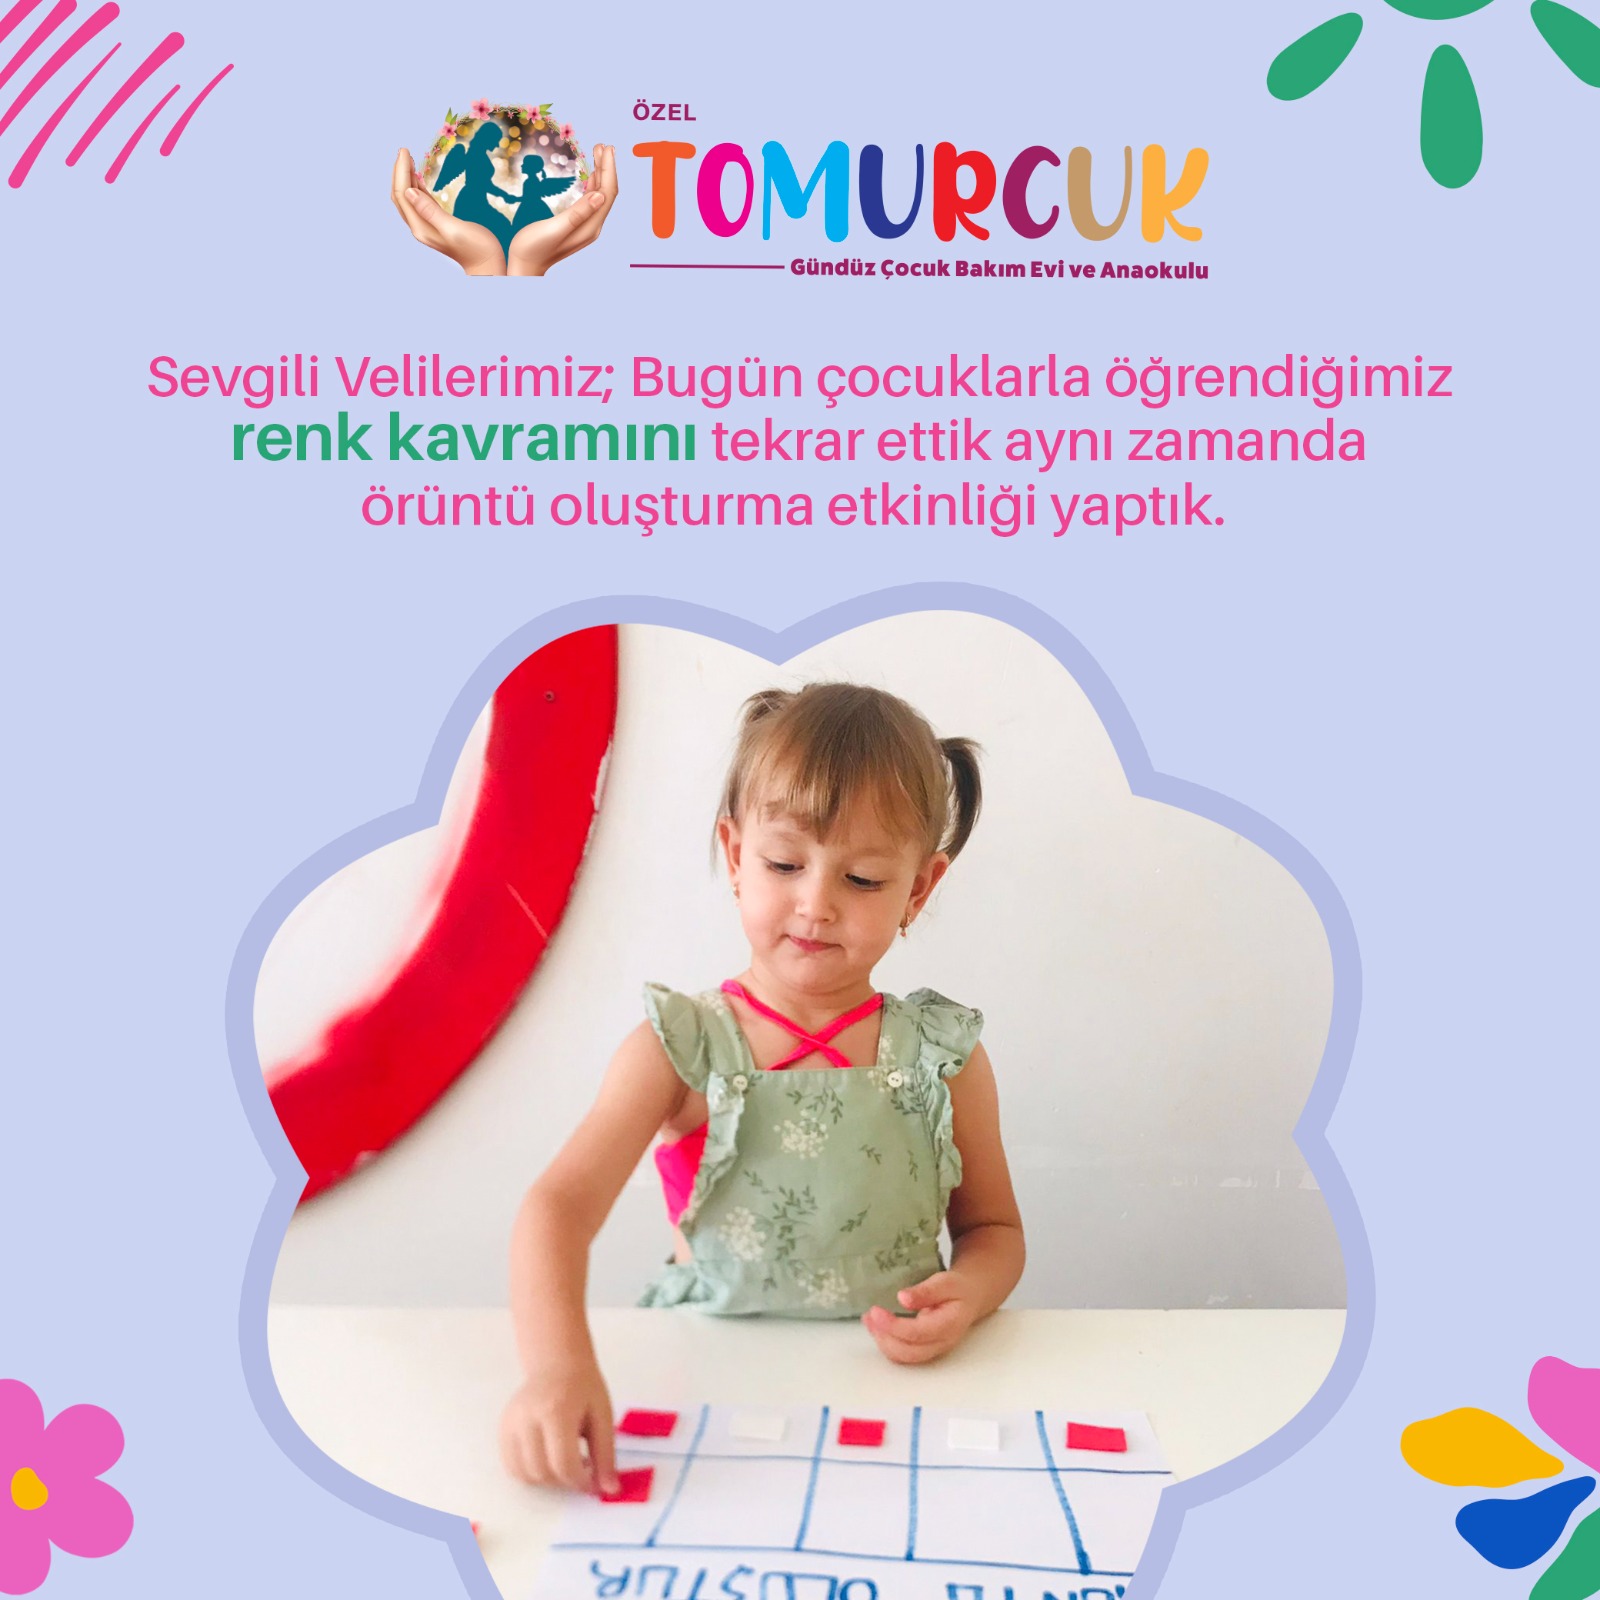 ÖZEL
TOMURCUK
Gündüz Çocuk Bakım Evi ve Anaokulu
Sevgili Velilerimiz; Bugün çocuklarla öğrendiğimiz
renk kavramını tekrar ettik aynı zamanda
örüntü oluşturma etkinliği yaptık.
OLUŞTUR